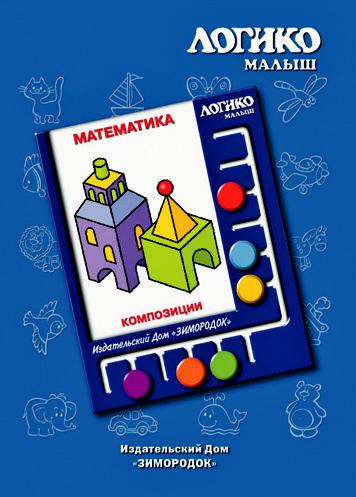 ЛОГИКО
МАЛЫШ
МАТЕМАТИКА
ЛОГИКО
МАЛЫШ
КОМПОЗИЦИИ
Издательский Дом «ЗИМОРОДОК»
Издательский Дом
«ЗИМОРОДОК»